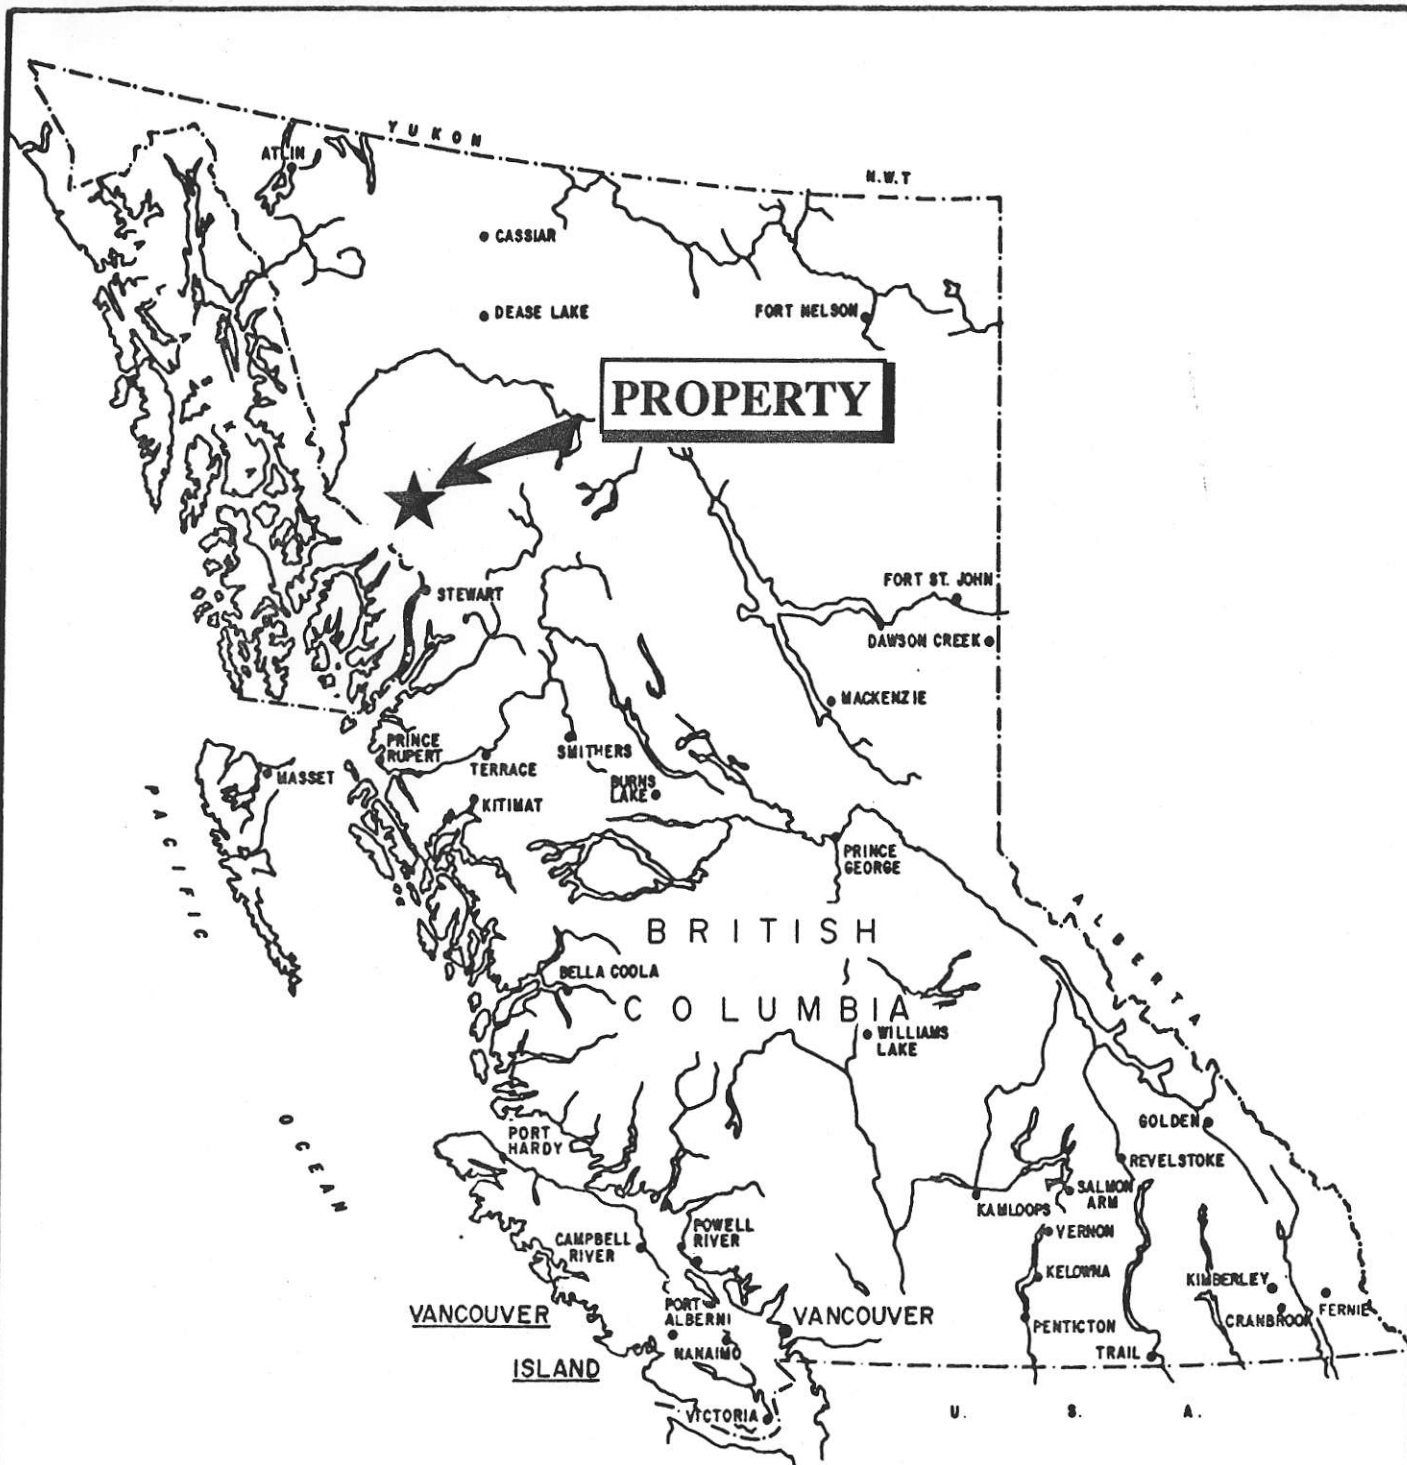 YUKON
N.W.T
ATLIN
CASSIAR
DEASE LAKE
FORT NELSON
PROPERTY
FORT ST. JOHN
STEWART
DAWSON CREEK
MACKENZIE
PRINCE
RUPERT
SMITHERS
TERRACE
MASSET
BURNS
LAKE
KITIMAT
PACIFIC
PRINCE
GEORGE
ALBERTA
BRITISH
BELLA COOLA
COLUMBIA
WILLIAMS
LAKE
OCEAN
PORT
HARDY
GOLDEN
REVELSTOKE
SALMON
ARM
KAMLOOPS
POWELL
RIVER
CAMPBELL
RIVER
VERNON
KELOWNA
KIMBERLEY
PORT
ALBERNI
VANCOUVER
VANCOUVER
PENTICTON
CRANBROOK
FERNIE
NANAIMO
TRAIL
ISLAND
VICTORIA
U. S. A.